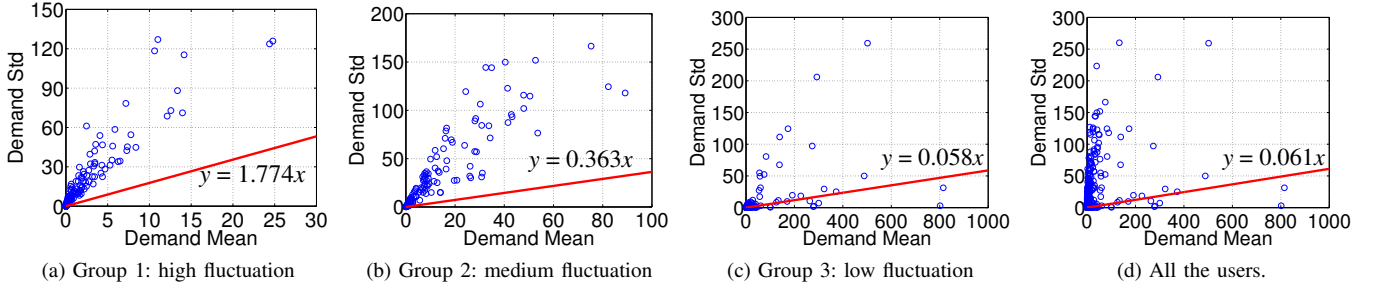 150
120
90
60
30
0
Demand Std
0 5 10 15 20 25 30
Demand Mean
y = 1.774x
(a) Group 1: high fluctuation
200
150
100
50
0
Demand Std
0 20 40 60 80 100
Demand Mean
y = 0.363x
(b) Group 2: medium fluctuation
300
250
200
150
100
50
0
Demand Std
0 200 400 600 800 1000
Demand Mean
y = 0.058x
(c) Group 3: low fluctuation
300
250
200
150
100
50
0
Demand Std
0 200 400 600 800 1000
Demand Mean
y = 0.061x
(d) All the users.